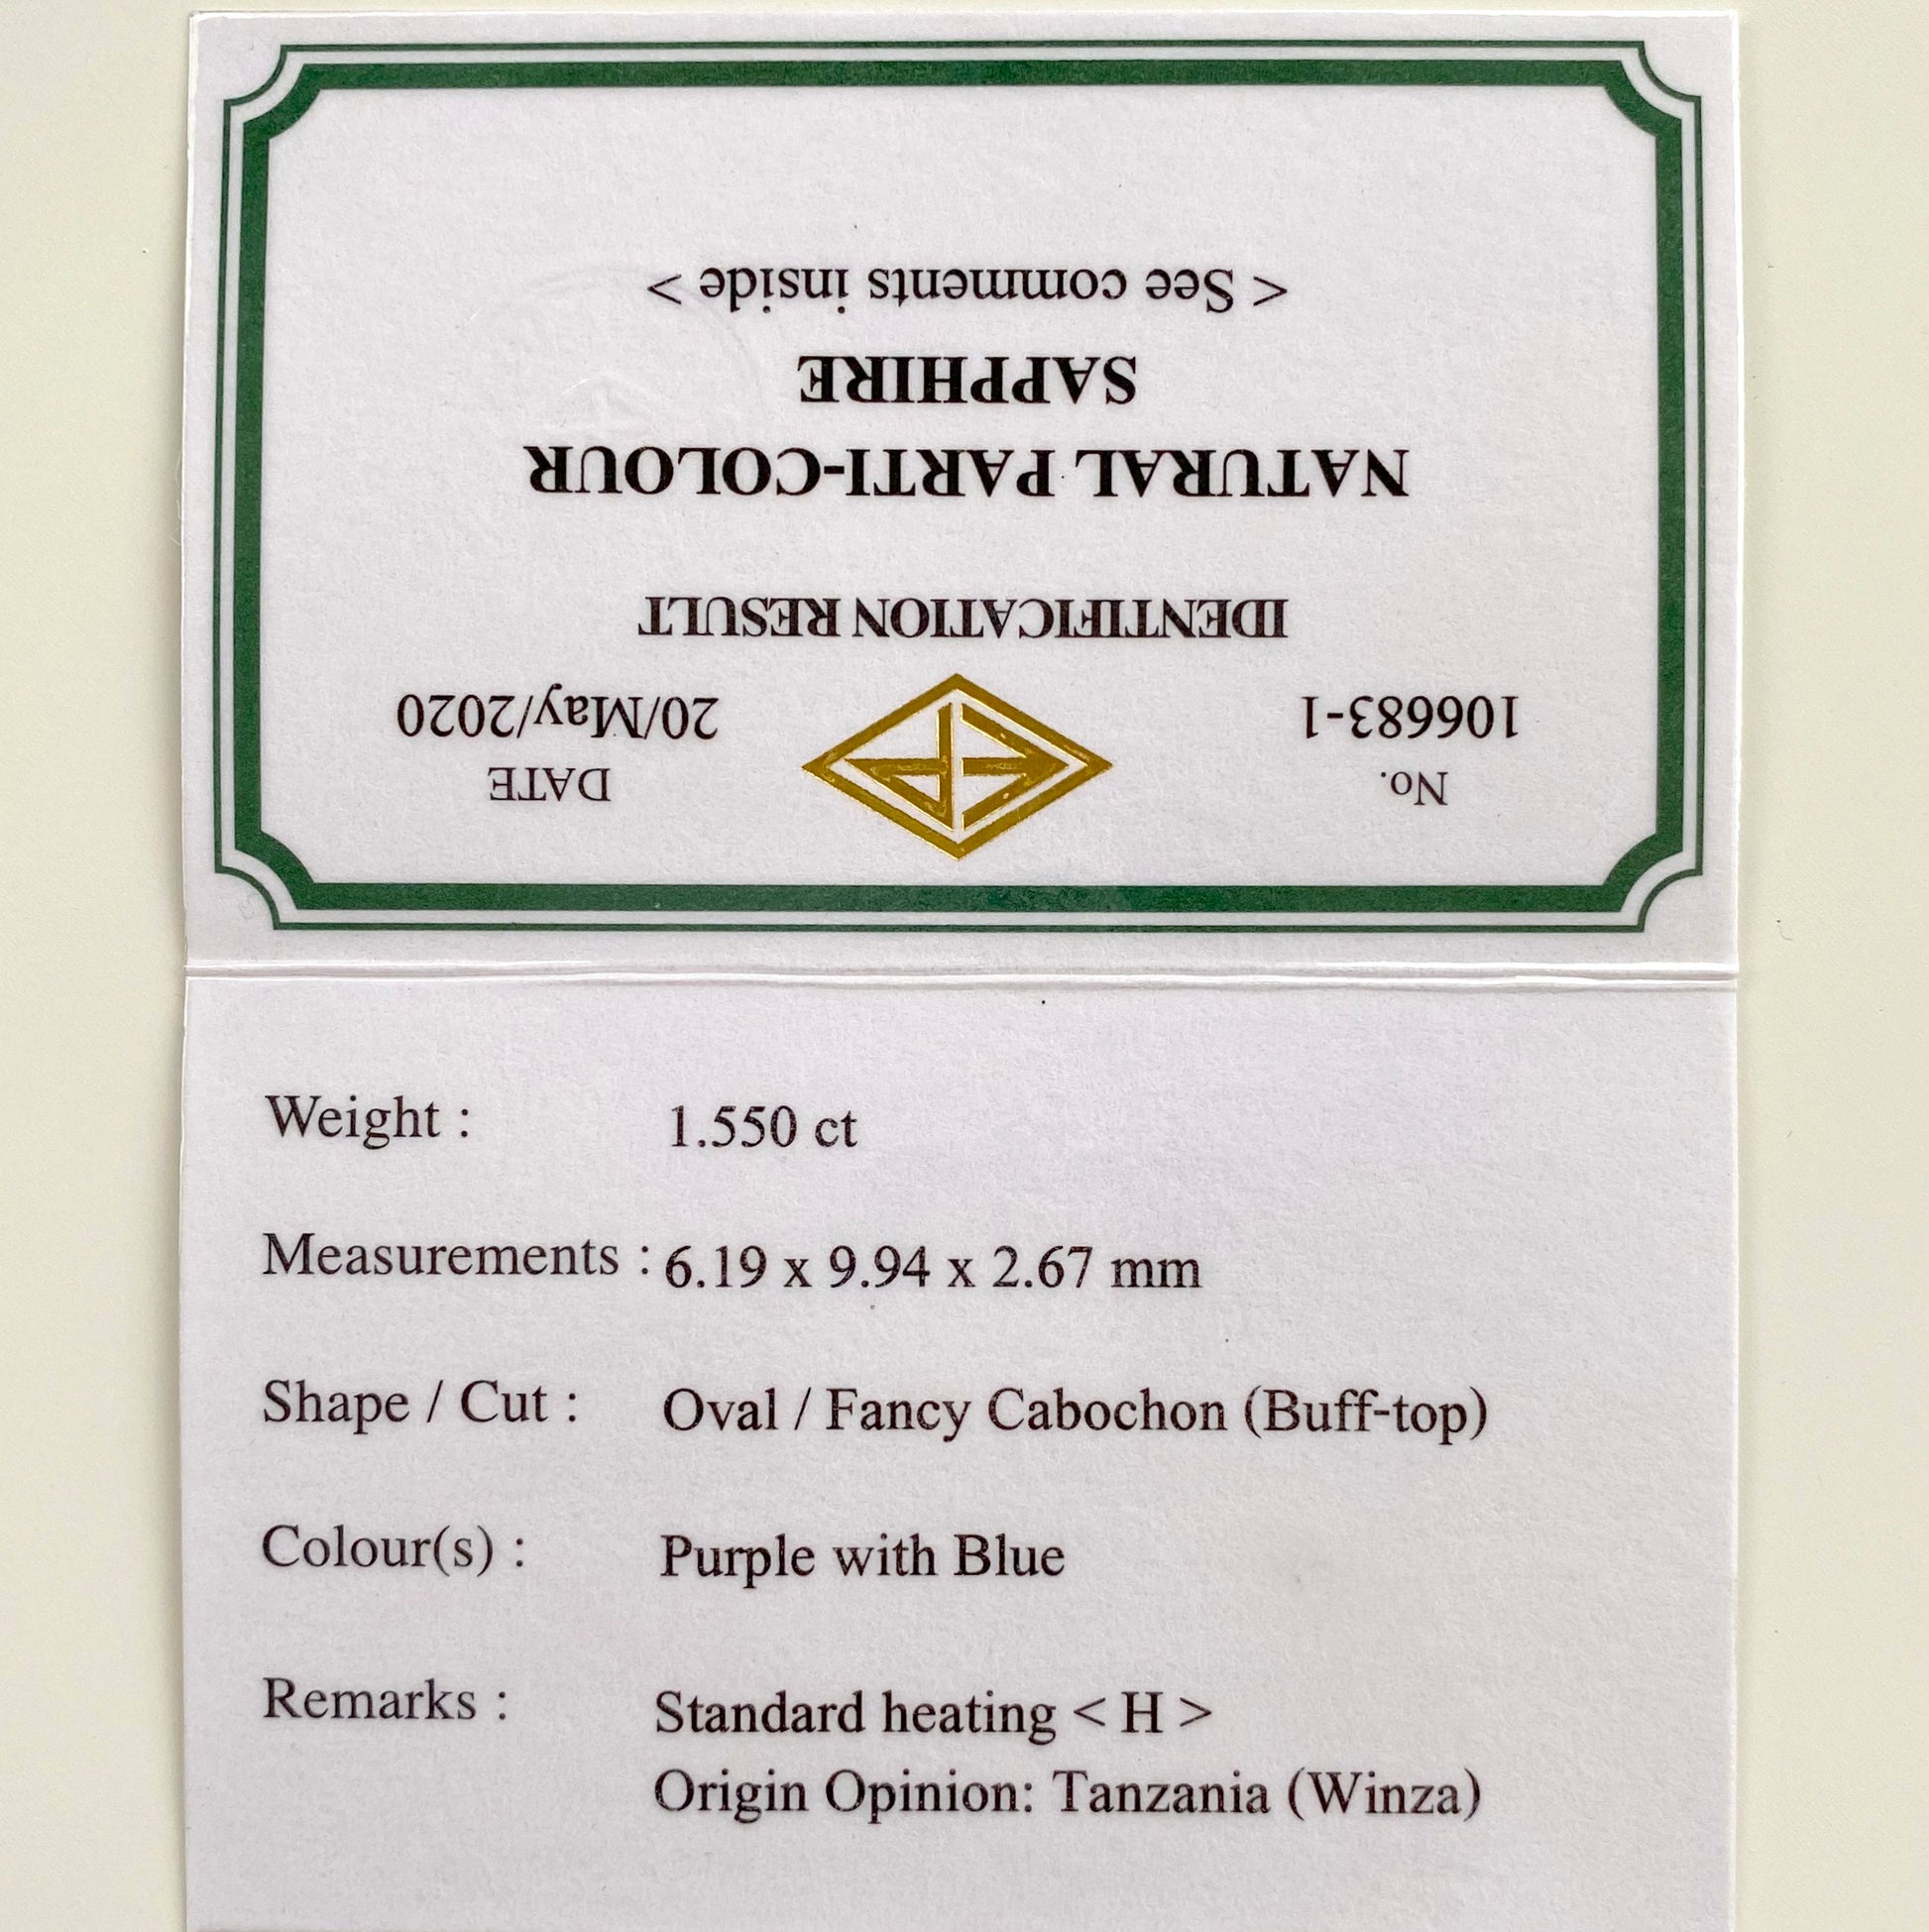 No.
106683-1
DATE
20/May/2020
IDENTIFICATION RESULT
NATURAL PARTI-COLOUR
SAPPHIRE
< See comments inside >
Weight : 1.550 ct
Measurements : 6.19 x 9.94 x 2.67 mm
Shape / Cut : Oval / Fancy Cabochon (Buff-top)
Colour(s) : Purple with Blue
Remarks : Standard heating < H >
Origin Opinion: Tanzania (Winza)